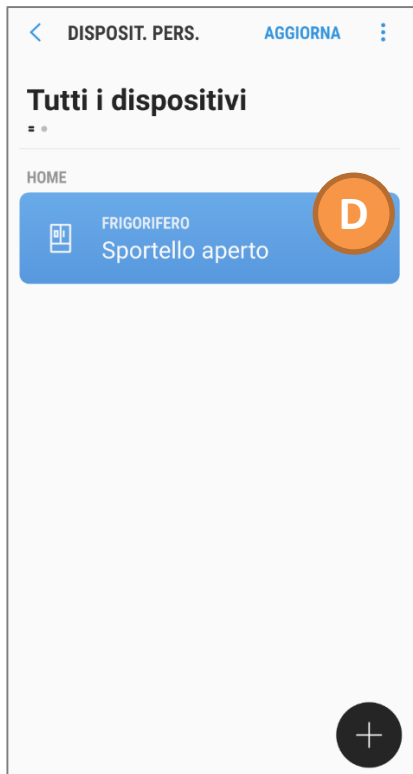 DISPOSIT. PERS. AGGIORNA
Tutti i dispositivi
HOME
D
FRIGORIFERO
Sportello aperto